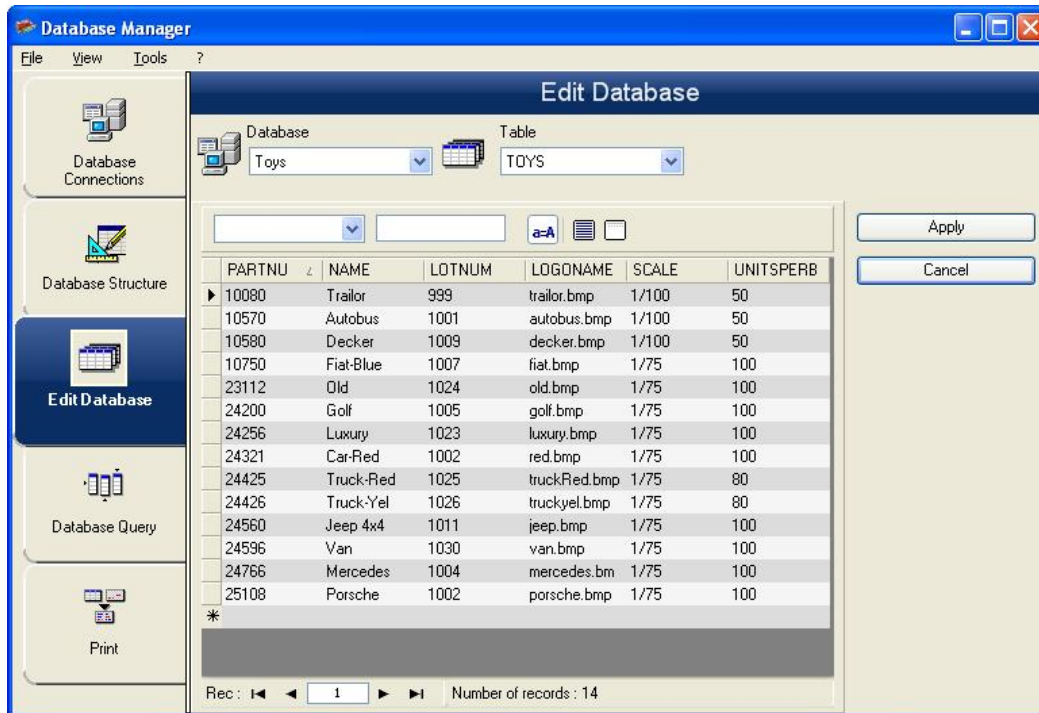 Database Manager
File View Tools ?
Edit Database
Database Connections
Database Structure
Edit Database
Database Query
Print
Database
Toys
Table
TOYS
a=A
Apply
Cancel
PARTNU NAME LOTNUM LOGONAME SCALE UNITSPERB
10080 Trailor 999 trailor.bmp 1/100 50
10570 Autobus 1001 autobus.bmp 1/100 50
10580 Decker 1009 decker.bmp 1/100 50
10750 Fiat-Blue 1007 fiat.bmp 1/75 100
23112 Old 1024 old.bmp 1/75 100
24200 Golf 1005 golf.bmp 1/75 100
24256 Luxury 1023 luxury.bmp 1/75 100
24321 Car-Red 1002 red.bmp 1/75 100
24425 Truck-Red 1025 truckRed.bmp 1/75 80
24426 Truck-Yel 1026 truckyel.bmp 1/75 80
24560 Jeep 4x4 1011 jeep.bmp 1/75 100
24596 Van 1030 van.bmp 1/75 100
24766 Mercedes 1004 mercedes.bm 1/75 100
25108 Porsche 1002 porsche.bmp 1/75 100
Rec : 1 Number of records : 14